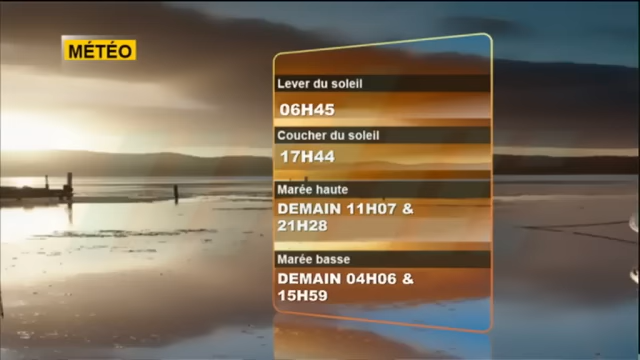 MÉTÉO
Lever du soleil
06H45
Coucher du soleil
17H44
Marée haute
DEMAIN 11H07 &
21H28
Marée basse
DEMAIN 04H06 &
15H59